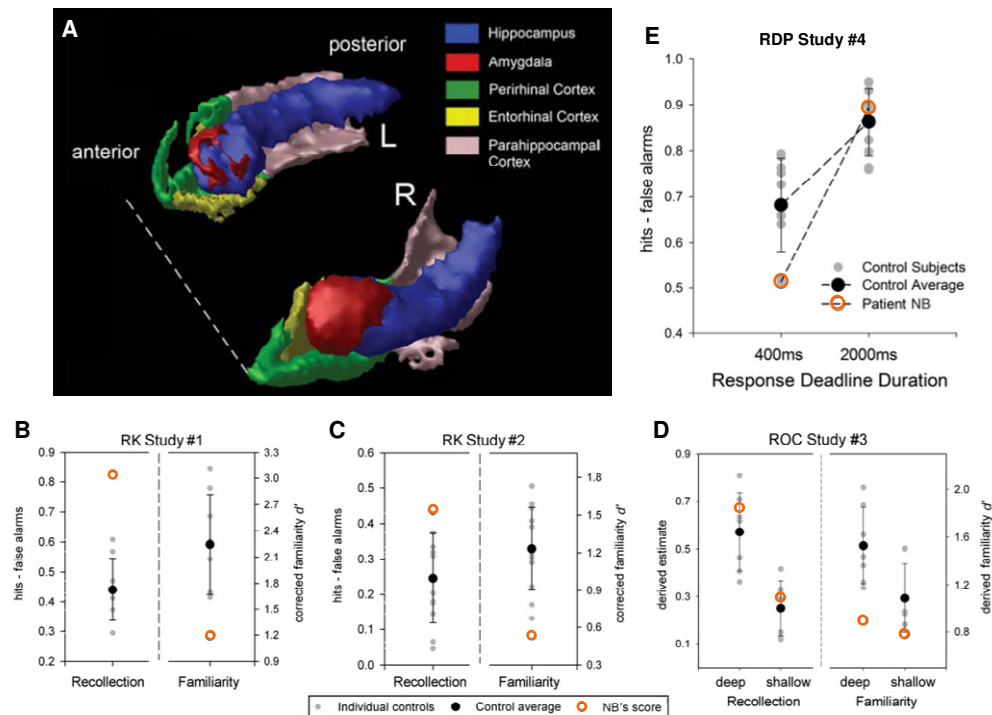 A
posterior
anterior
L
R
Hippocampus
Amygdala
Perirhinal Cortex
Entorhinal Cortex
Parahippocampal
Cortex
E
RDP Study #4
hits - false alarms
1.0
0.9
0.8
0.7
0.6
0.5
0.4
Control Subjects
Control Average
Patient NB
400ms
2000ms
Response Deadline Duration
B
RK Study #1
hits - false alarms
0.9
0.8
0.7
0.6
0.5
0.4
0.3
0.2
3.3
3.0
2.7
2.4
2.1
1.8
1.5
1.2
0.9
corrected familiarity d'
Recollection
Familiarity
C
RK Study #2
hits - false alarms
0.6
0.5
0.4
0.3
0.2
0.1
0.0
1.8
1.5
1.2
0.9
0.6
0.3
corrected familiarity d'
Recollection
Familiarity
D
ROC Study #3
derived estimate
0.9
0.7
0.5
0.3
0.1
2.0
1.6
1.2
0.8
corrected familiarity d'
deep
shallow
deep
shallow
Recollection
Familiarity
Individual controls
Control average
NB's score